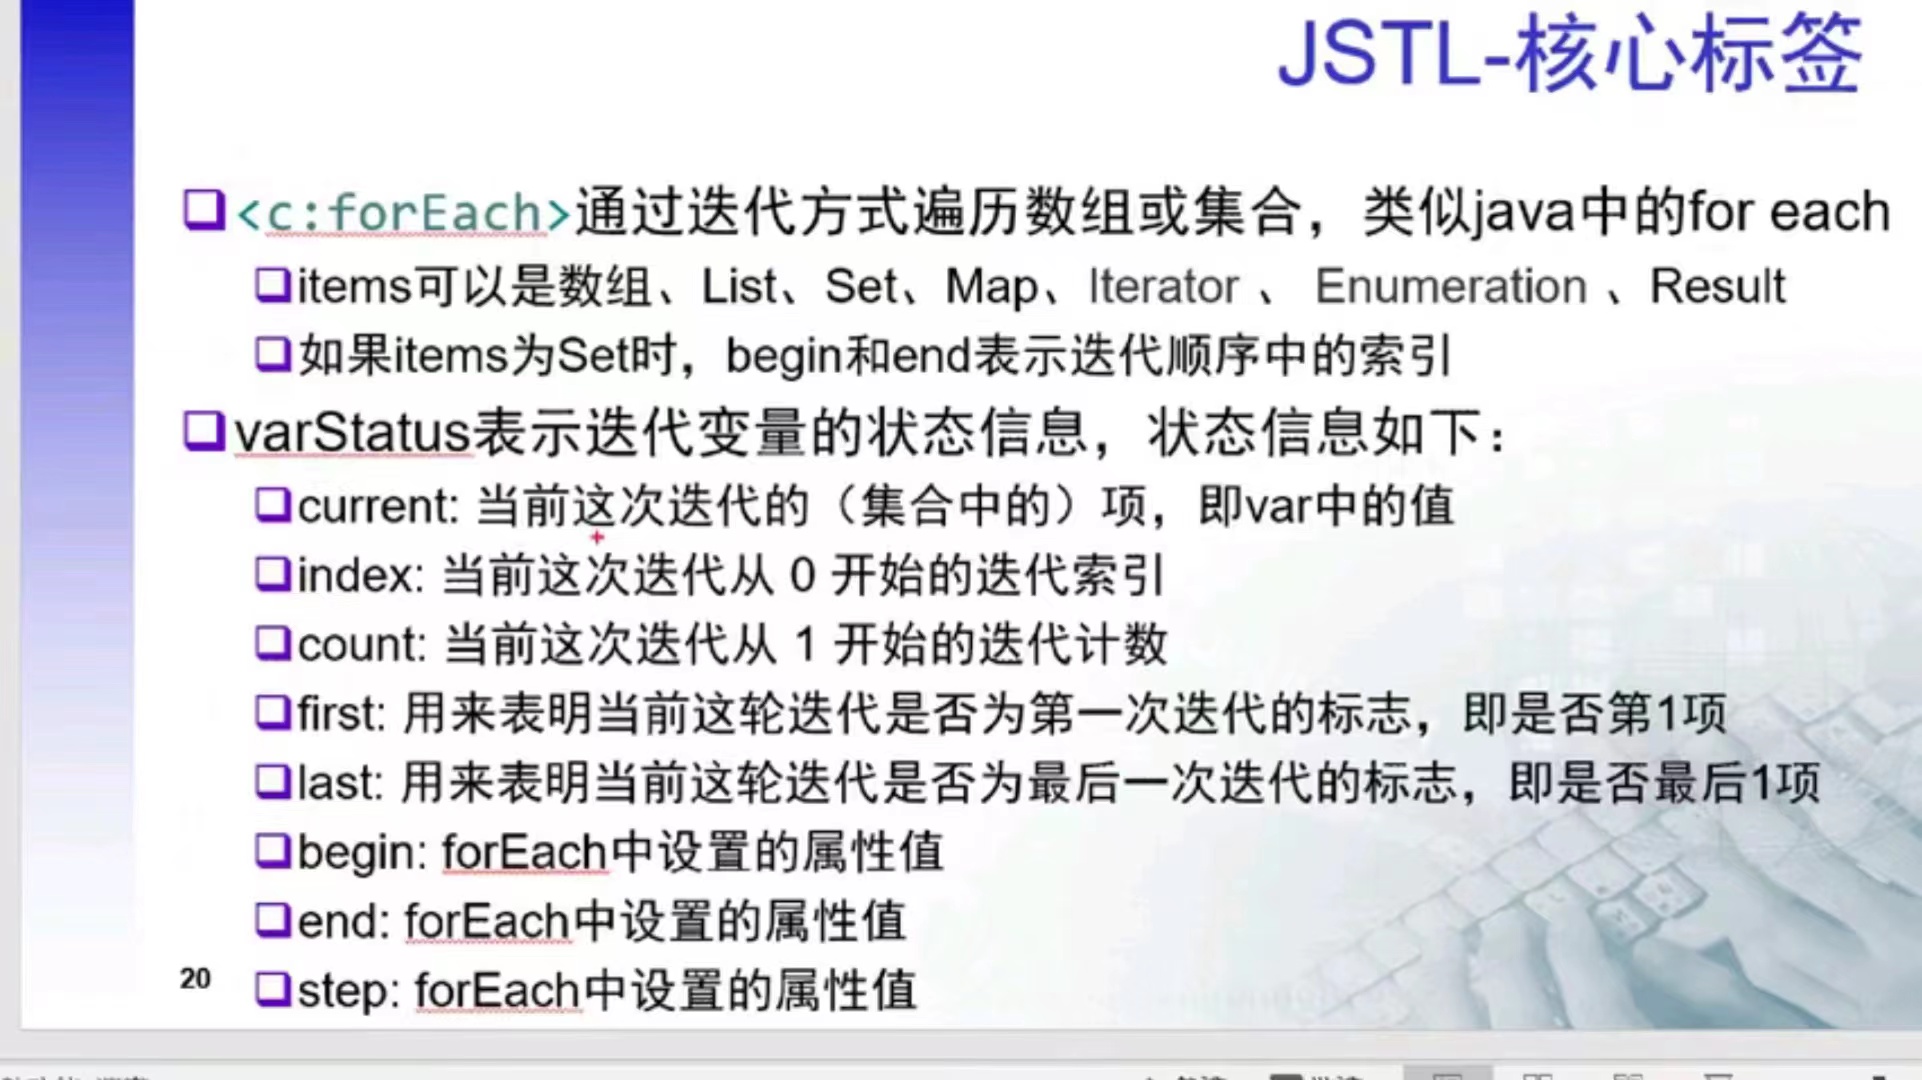 JSTL-核心标签
<c:forEach>通过迭代方式遍历数组或集合，类似java中的for each
items可以是数组、List、Set、Map、Iterator 、 Enumeration 、Result
如果items为Set时，begin和end表示迭代顺序中的索引
varStatus表示迭代变量的状态信息，状态信息如下：
current: 当前这次迭代的（集合中的）项，即var中的值
index: 当前这次迭代从 0 开始的迭代索引
count: 当前这次迭代从 1 开始的迭代计数
first: 用来表明当前这轮迭代是否为第一次迭代的标志，即是否第1项
last: 用来表明当前这轮迭代是否为最后一次迭代的标志，即是否最后1项
begin: forEach中设置的属性值
end: forEach中设置的属性值
step: forEach中设置的属性值
20